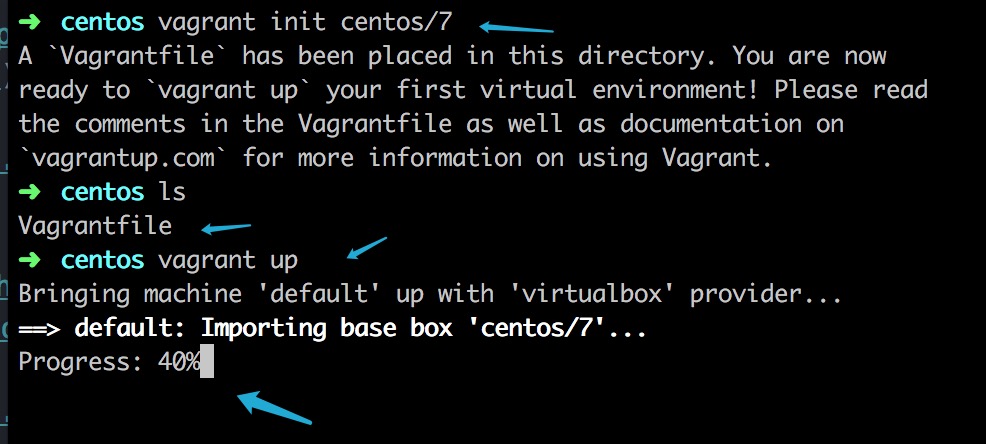 ➜ centos vagrant init centos/7
A `Vagrantfile` has been placed in this directory. You are now
ready to `vagrant up` your first virtual environment! Please read
the comments in the Vagrantfile as well as documentation on
`vagrantup.com` for more information on using Vagrant.
➜ centos ls
Vagrantfile
➜ centos vagrant up
Bringing machine 'default' up with 'virtualbox' provider...
==> default: Importing base box 'centos/7'...
Progress: 40%